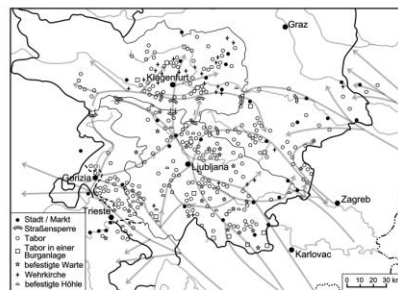 Graz
Klagenfurt
Ljubljana
Gorizia
Trieste
Zagreb
Karlovac
Stadt / Markt
Straßensperre
Tabor
Tabor in einer
Burganlage
befestigte Warte
Wehrkirche
befestigte Höhle
0 10 20 30 km